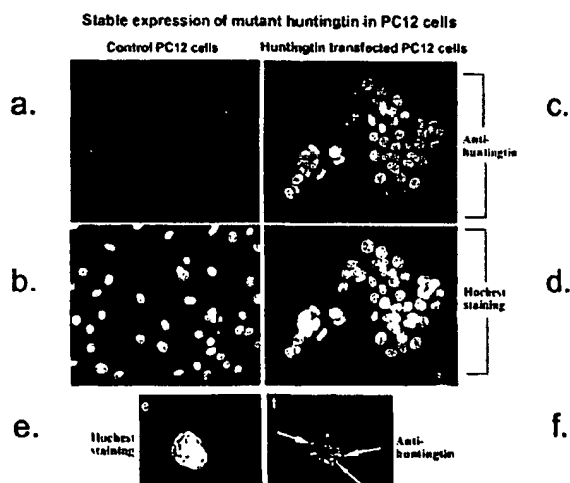 Stable expression of mutant huntingtin in PC12 cells
Control PC12 cells Huntingtin transfected PC12 cells
a. c.
Anti-
huntingtin
b. d.
Hochest
staining
e. e f f.
Hochest
staining
Anti-
huntingtin